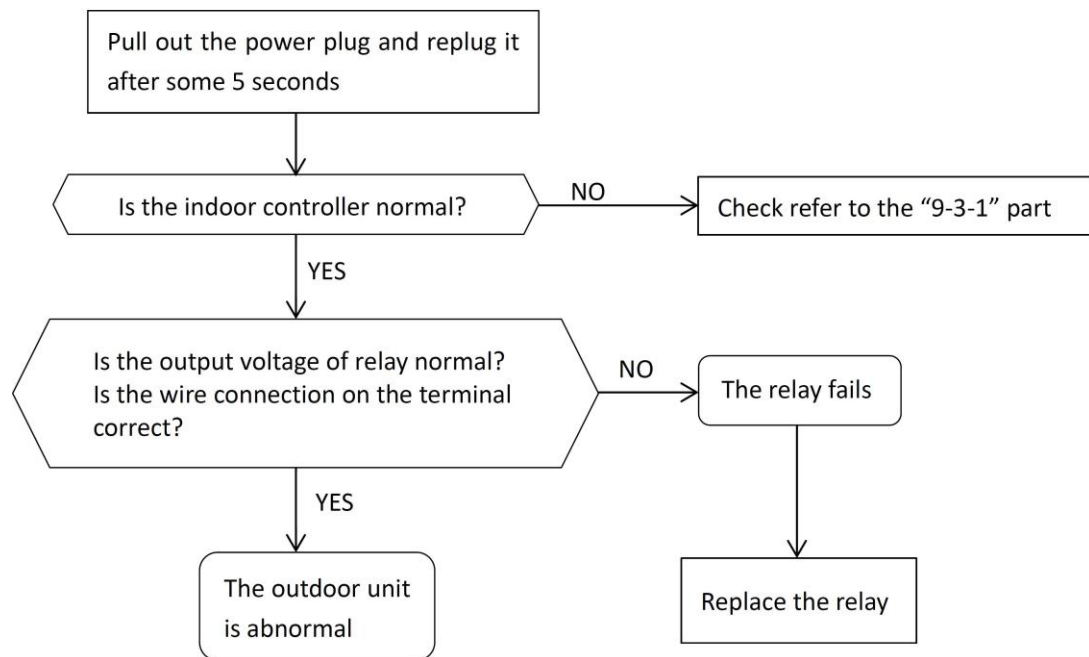 Pull out the power plug and replug it
after some 5 seconds
Is the indoor controller normal?
NO
Check refer to the “9-3-1” part
YES
Is the output voltage of relay normal?
Is the wire connection on the terminal
correct?
NO
The relay fails
YES
The outdoor unit
is abnormal
Replace the relay